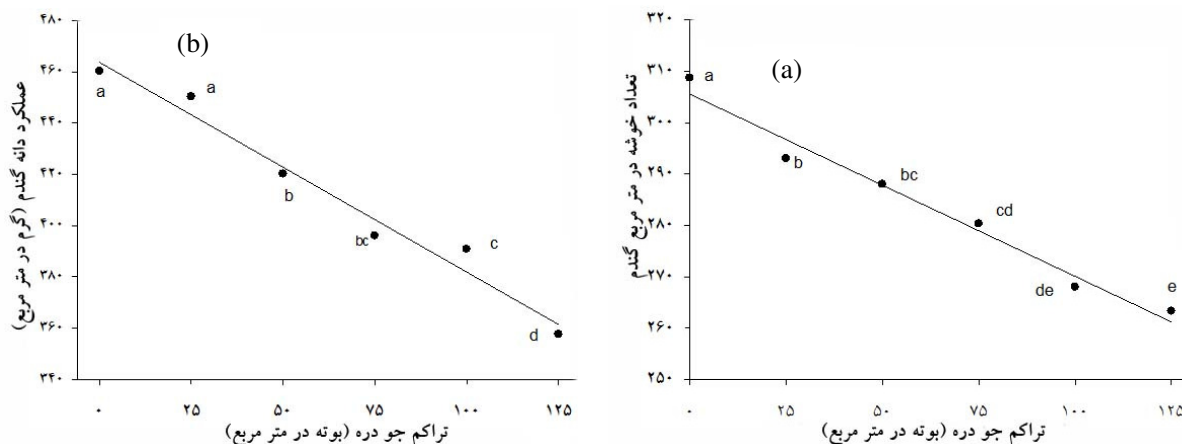 (b)
۴۸۰
۴۶۰
۴۴۰
۴۲۰
۴۰۰
۳۸۰
۳۶۰
۳۴۰
عملکرد دانه گندم (گرم در متر مربع)
a
a
b
bc
c
d
۰ ۲۵ ۵۰ ۷۵ ۱۰۰ ۱۲۵
تراکم جو دره (بوته در متر مربع)
(a)
۳۲۰
۳۱۰
۳۰۰
۲۹۰
۲۸۰
۲۷۰
۲۶۰
۲۵۰
تعداد خوشه در متر مربع گندم
a
b
bc
cd
de
e
۰ ۲۵ ۵۰ ۷۵ ۱۰۰ ۱۲۵
تراکم جو دره (بوته در متر مربع)